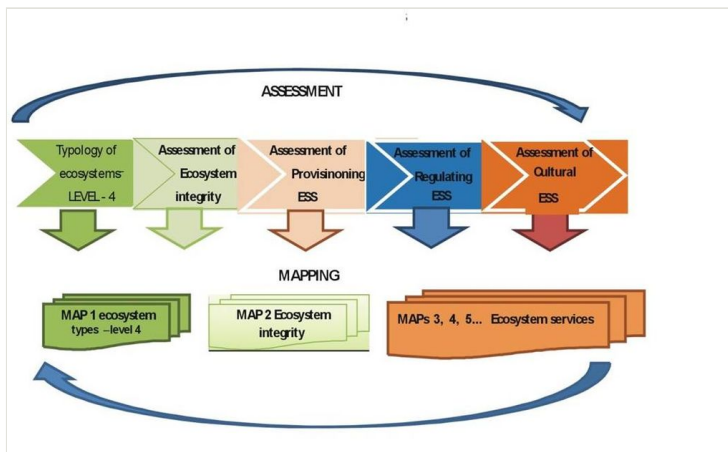 ASSESSMENT
Typology of
ecosystems-
LEVEL - 4
Assessment of
Ecosystem
integrity
Assessment of
Provisinoning
ESS
Assessment of
Regulating
ESS
Assessment of
Cultural
ESS
MAPPING
MAP 1 ecosystem
types –level 4
MAP 2 Ecosystem
integrity
MAPs 3, 4, 5... Ecosystem services